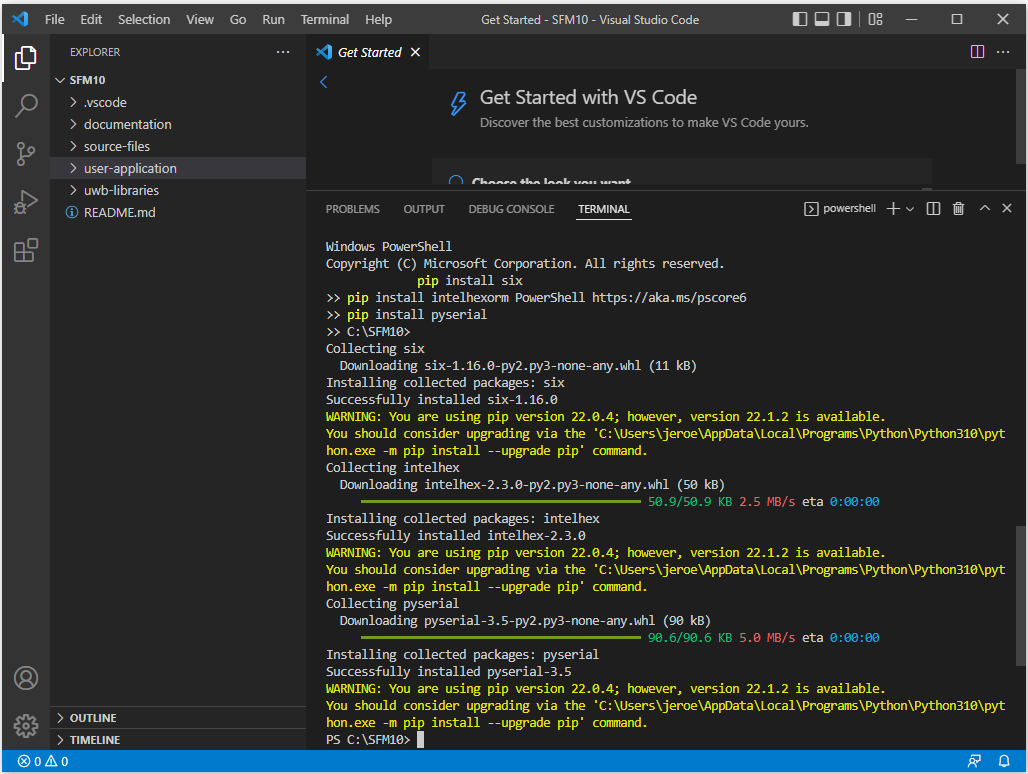 File Edit Selection View Go Run Terminal Help Get Started - SFM10 - Visual Studio Code
EXPLORER
SFM10
.vscode
documentation
source-files
user-application
uwb-libraries
README.md
OUTLINE
TIMELINE
Get Started
Get Started with VS Code
Discover the best customizations to make VS Code yours.
Choose the look you want
PROBLEMS OUTPUT DEBUG CONSOLE TERMINAL powershell
Windows PowerShell
Copyright (C) Microsoft Corporation. All rights reserved.
pip install six
>> pip install intelhexorm PowerShell https://aka.ms/pscore6
>> pip install pyserial
>> C:\SFM10>
Collecting six
Downloading six-1.16.0-py2.py3-none-any.whl (11 kB)
Installing collected packages: six
Successfully installed six-1.16.0
WARNING: You are using pip version 22.0.4; however, version 22.1.2 is available.
You should consider upgrading via the 'C:\Users\jeroe\AppData\Local\Programs\Python\Python310\pyt
hon.exe -m pip install --upgrade pip' command.
Collecting intelhex
Downloading intelhex-2.3.0-py2.py3-none-any.whl (50 kB)
50.9/50.9 KB 2.5 MB/s eta 0:00:00
Installing collected packages: intelhex
Successfully installed intelhex-2.3.0
WARNING: You are using pip version 22.0.4; however, version 22.1.2 is available.
You should consider upgrading via the 'C:\Users\jeroe\AppData\Local\Programs\Python\Python310\pyt
hon.exe -m pip install --upgrade pip' command.
Collecting pyserial
Downloading pyserial-3.5-py2.py3-none-any.whl (90 kB)
90.6/90.6 KB 5.0 MB/s eta 0:00:00
Installing collected packages: pyserial
Successfully installed pyserial-3.5
WARNING: You are using pip version 22.0.4; however, version 22.1.2 is available.
You should consider upgrading via the 'C:\Users\jeroe\AppData\Local\Programs\Python\Python310\pyt
hon.exe -m pip install --upgrade pip' command.
PS C:\SFM10>
0 0